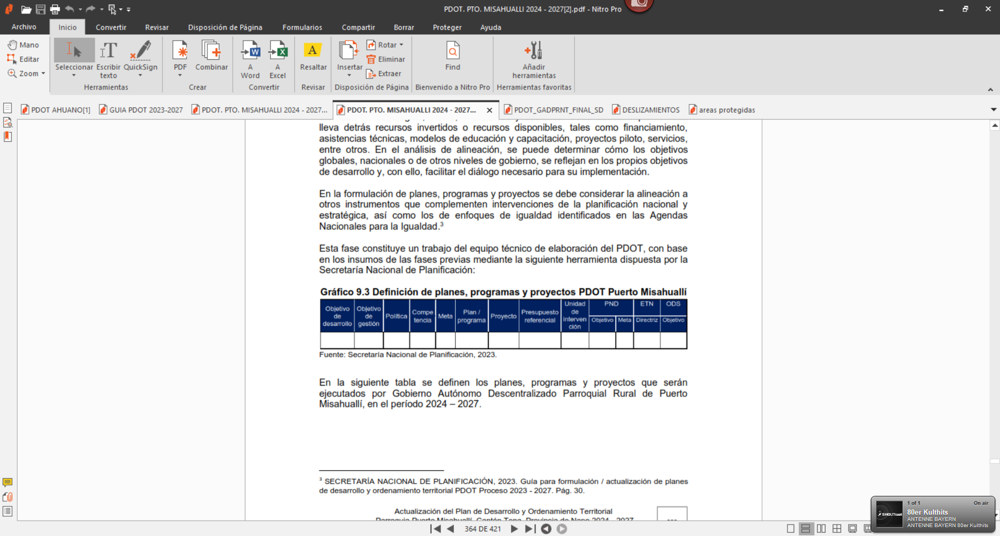 PDOT. PTO. MISAHUALLI 2024 - 2027[2].pdf - Nitro Pro
Archivo Inicio Convertir Revisar Disposición de Página Formularios Compartir Borrar Proteger Ayuda
Mano
Editar
Zoom
Seleccionar
Escribir texto
QuickSign
Herramientas
PDF
Combinar
Crear
A Word
A Excel
Convertir
Resaltar
Revisar
Insertar
Rotar
Eliminar
Extraer
Disposición de Página
Find
Bienvenido a Nitro Pro
Añadir herramientas
Herramientas favoritas
PDOT AHUANO[1] GUIA PDOT 2023-2027 PDOT. PTO. MISAHUALLI 2024 - 2027... PDOT. PTO. MISAHUALLI 2024 - 2027... PDOT_GADPRNT_FINAL_SD DESLIZAMIENTOS areas protegidas
lleva detrás recursos invertidos o recursos disponibles, tales como financiamiento,
asistencias técnicas, modelos de educación y capacitación, proyectos piloto, servicios,
entre otros. En el análisis de alineación, se puede determinar cómo los objetivos
globales, nacionales o de otros niveles de gobierno, se reflejan en los propios objetivos
de desarrollo y, con ello, facilitar el diálogo necesario para su implementación.
En la formulación de planes, programas y proyectos se debe considerar la alineación a
otros instrumentos que complementen intervenciones de la planificación nacional y
estratégica, así como los de enfoques de igualdad identificados en las Agendas
Nacionales para la Igualdad.³
Esta fase constituye un trabajo del equipo técnico de elaboración del PDOT, con base
en los insumos de las fases previas mediante la siguiente herramienta dispuesta por la
Secretaría Nacional de Planificación:
Gráfico 9.3 Definición de planes, programas y proyectos PDOT Puerto Misahuallí
Objetivo de desarrollo
Objetivo de gestión
Política
Compe tencia
Meta
Plan / programa
Proyecto
Presupuesto referencial
Unidad de interven ción
PND
Objetivo Meta
ETN
Directriz
ODS
Objetivo
Fuente: Secretaría Nacional de Planificación, 2023.
En la siguiente tabla se definen los planes, programas y proyectos que serán
ejecutados por Gobierno Autónomo Descentralizado Parroquial Rural de Puerto
Misahuallí, en el período 2024 – 2027.
³ SECRETARÍA NACIONAL DE PLANIFICACIÓN, 2023. Guía para formulación / actualización de planes
de desarrollo y ordenamiento territorial PDOT Proceso 2023 - 2027. Pág. 30.
Actualización del Plan de Desarrollo y Ordenamiento Territorial
Parroquia Puerto Misahuallí, Cantón Tena, Provincia de Napo 2024 - 2027
364 DE 421
1 of 1 On air
SHOUTcast
80er Kulthits
ANTENNE BAYERN
ANTENNE BAYERN 80er Kulthits